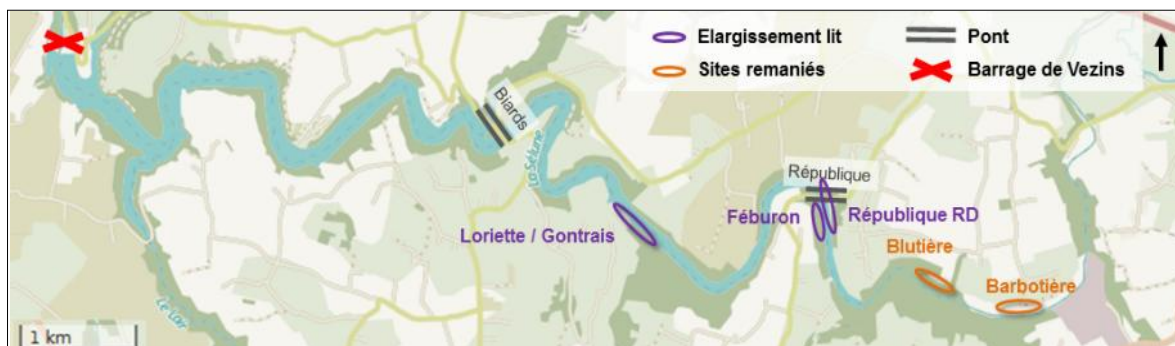 Elargissement lit
Pont
Sites remaniés
Barrage de Vezins
Biards
La Sélune
République
Féburon
République RD
Loriette / Gontrais
Blutière
Barbotière
Le Lair
1 km